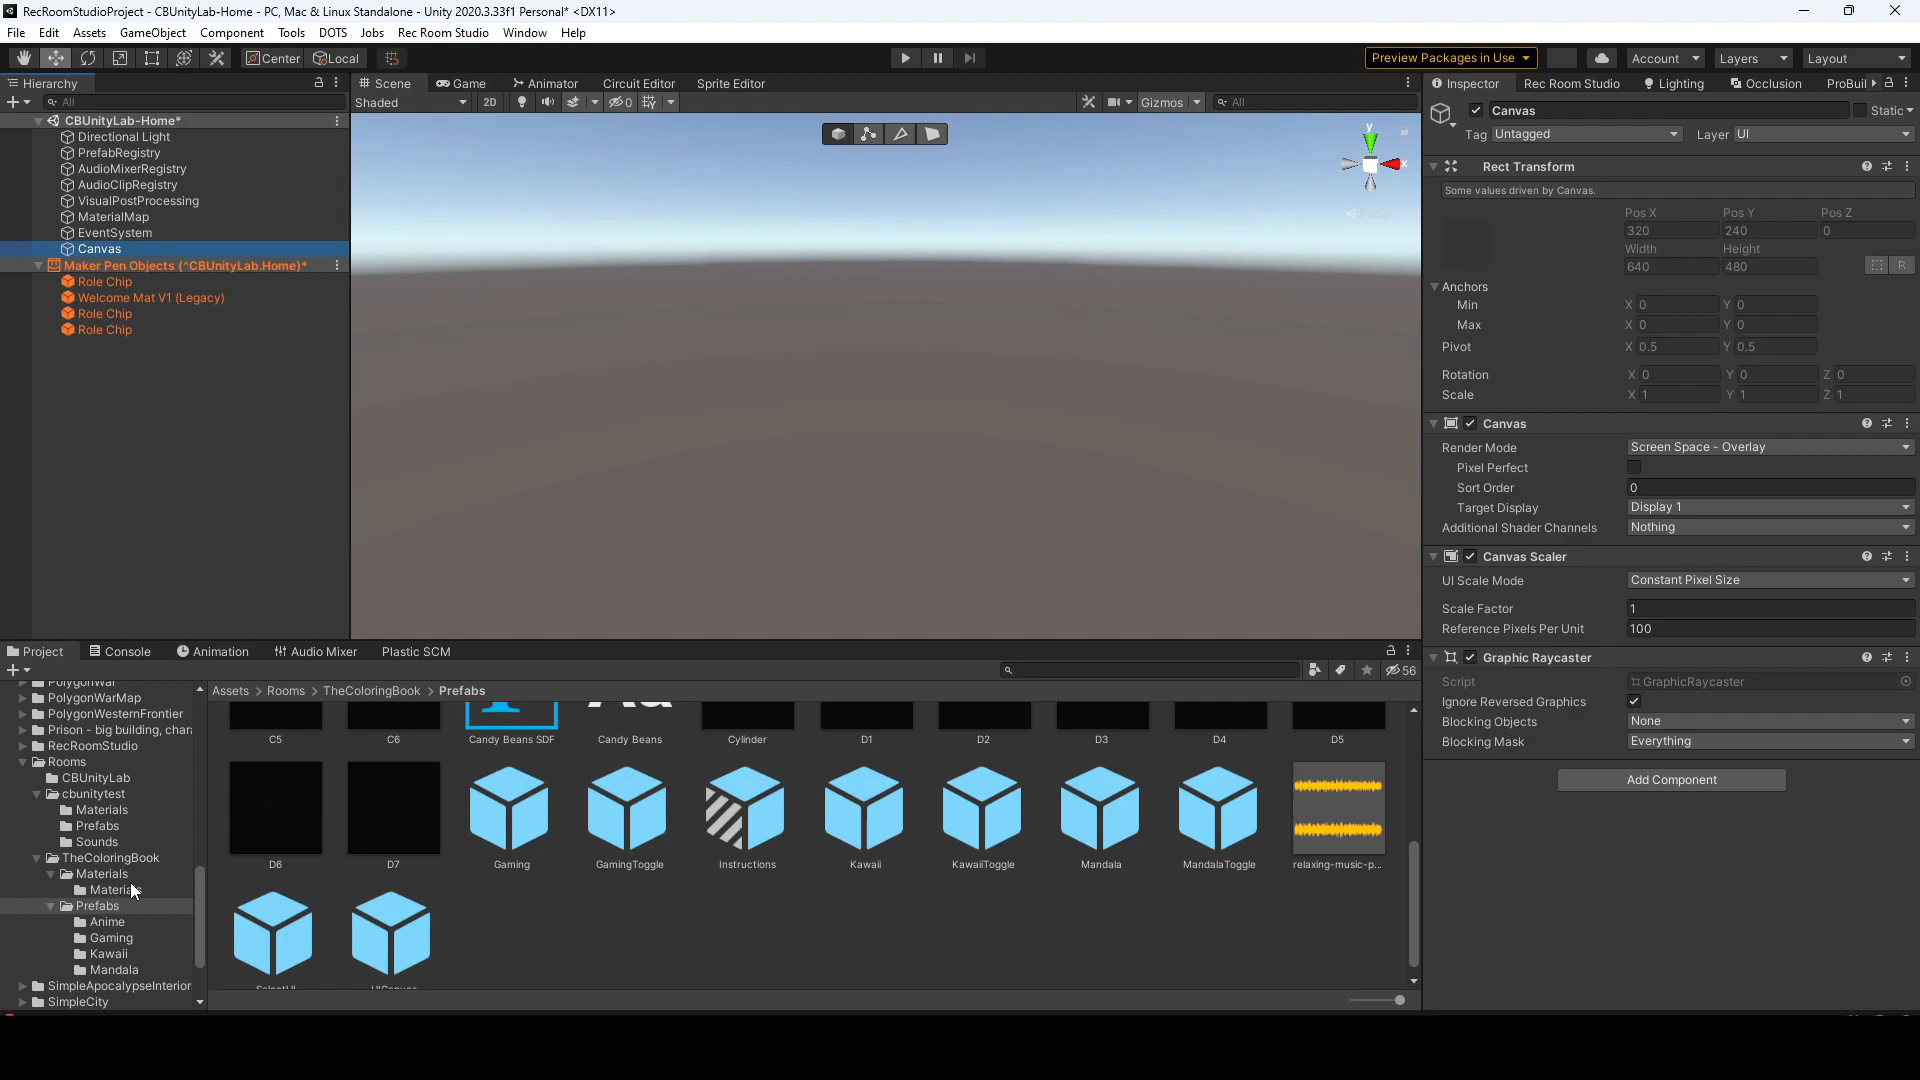 RecRoomStudioProject - CBUnityLab-Home - PC, Mac & Linux Standalone - Unity 2020.3.33f1 Personal* <DX11>
File Edit Assets GameObject Component Tools DOTS Jobs Rec Room Studio Window Help
Center Local Preview Packages in Use Account Layers Layout
Hierarchy
All
CBUnityLab-Home*
Directional Light
PrefabRegistry
AudioMixerRegistry
AudioClipRegistry
VisualPostProcessing
MaterialMap
EventSystem
Canvas
Maker Pen Objects (^CBUnityLab.Home)*
Role Chip
Welcome Mat V1 (Legacy)
Role Chip
Role Chip
Scene Game Animator Circuit Editor Sprite Editor
Shaded 2D 0 Gizmos All
y
x
Persp
Inspector Rec Room Studio Lighting Occlusion ProBuil
Canvas Static
Tag Untagged Layer UI
Rect Transform
Some values driven by Canvas.
Pos X Pos Y Pos Z
320 240 0
Width Height
640 480 R
Anchors
Min X 0 Y 0
Max X 0 Y 0
Pivot X 0.5 Y 0.5
Rotation X 0 Y 0 Z 0
Scale X 1 Y 1 Z 1
Canvas
Render Mode Screen Space - Overlay
Pixel Perfect
Sort Order 0
Target Display Display 1
Additional Shader Channels Nothing
Canvas Scaler
UI Scale Mode Constant Pixel Size
Scale Factor 1
Reference Pixels Per Unit 100
Graphic Raycaster
Script GraphicRaycaster
Ignore Reversed Graphics
Blocking Objects None
Blocking Mask Everything
Add Component
Project Console Animation Audio Mixer Plastic SCM
56
PolygonWar
PolygonWarMap
PolygonWesternFrontier
Prison - big building, chara
RecRoomStudio
Rooms
CBUnityLab
cbunitytest
Materials
Prefabs
Sounds
TheColoringBook
Materials
Materials
Prefabs
Anime
Gaming
Kawaii
Mandala
SimpleApocalypseInterior
SimpleCity
Assets > Rooms > TheColoringBook > Prefabs
C5 C6 Candy Beans SDF Candy Beans Cylinder D1 D2 D3 D4 D5
D6 D7 Gaming GamingToggle Instructions Kawaii KawaiiToggle Mandala MandalaToggle relaxing-music-p...
SelectUI UICanvas